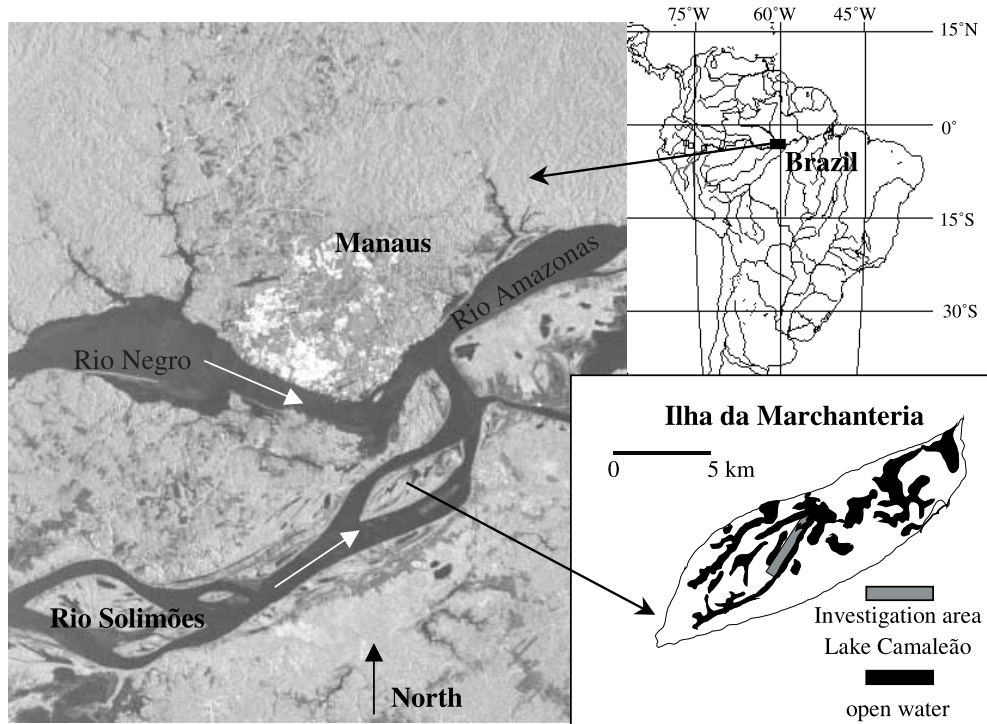 75°W 60°W 45°W
15°N
0°
Brazil
15°S
30°S
Manaus
Rio Amazonas
Rio Negro
Rio Solimões
North
Ilha da Marchanteria
0 5 km
Investigation area
Lake Camaleão
open water